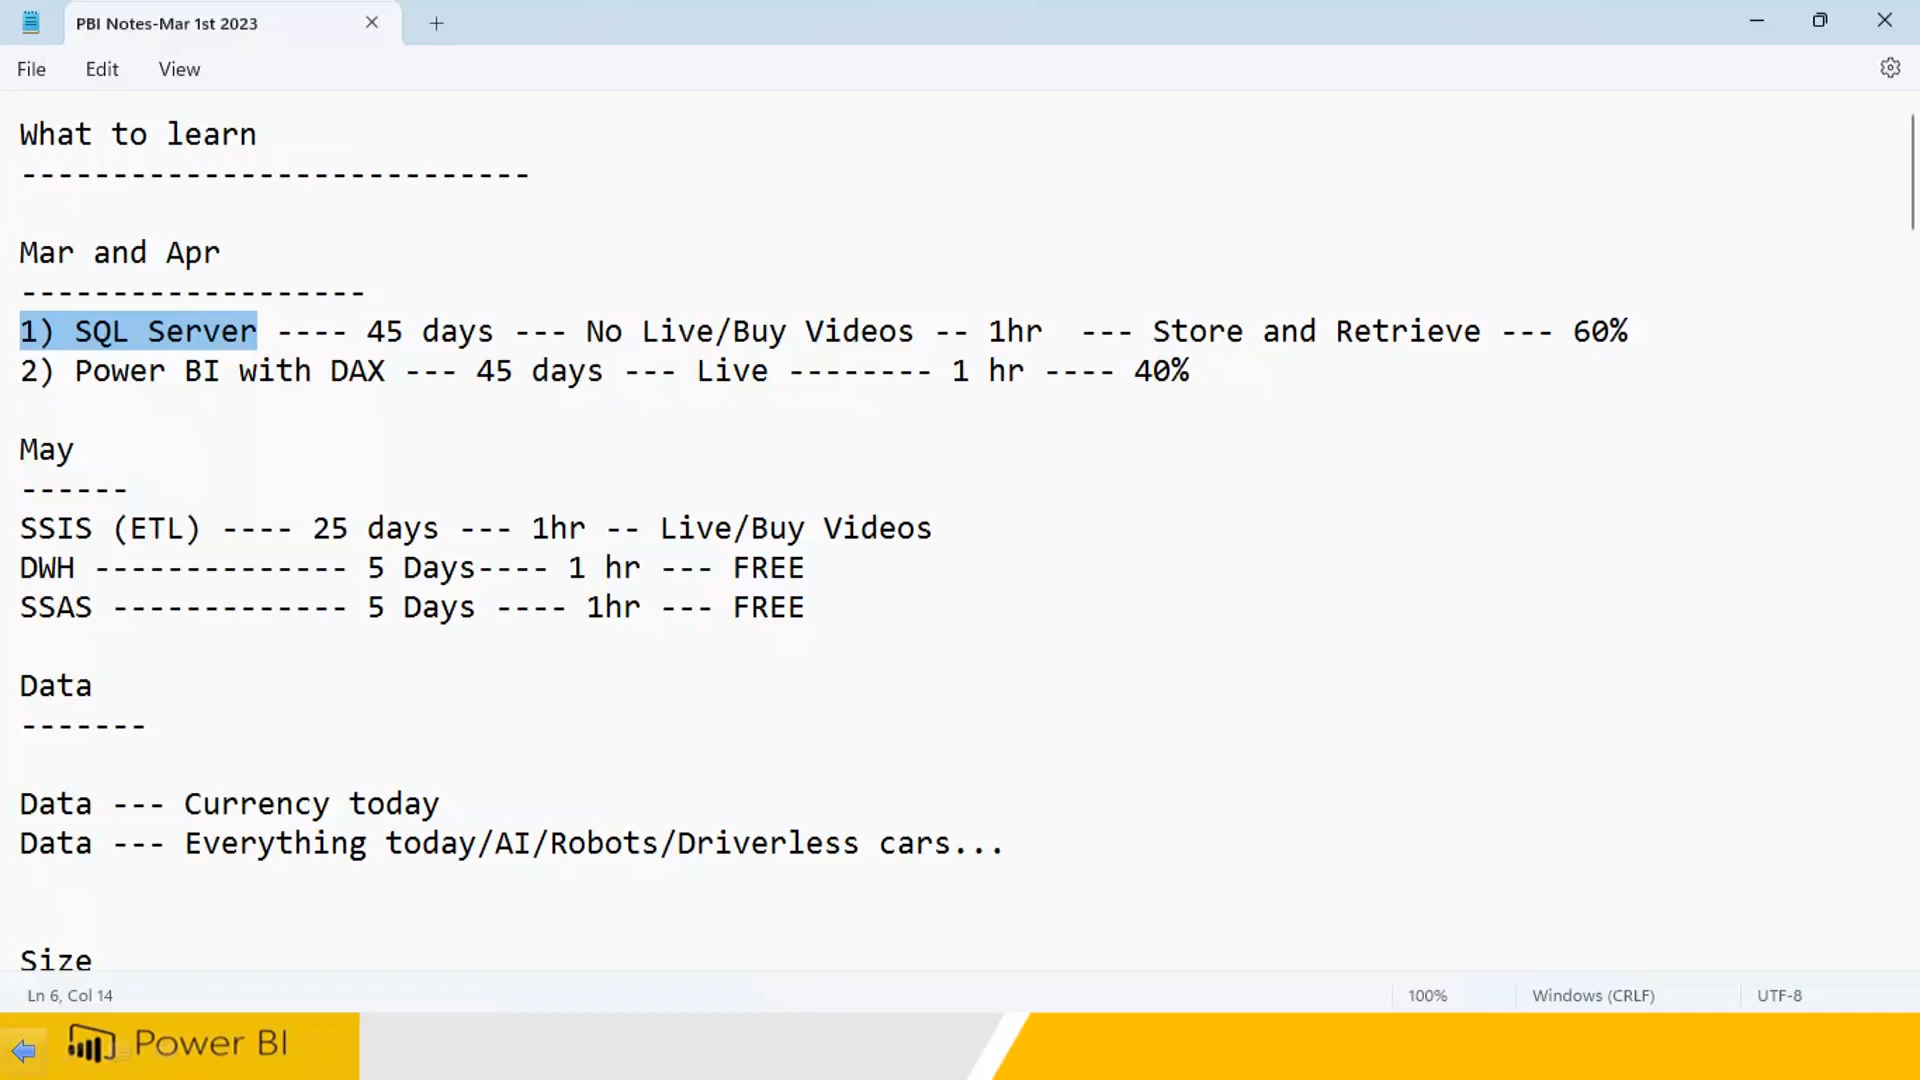 PBI Notes-Mar 1st 2023
File Edit View
What to learn
----------------------------
Mar and Apr
-------------------
1) SQL Server ---- 45 days --- No Live/Buy Videos -- 1hr  --- Store and Retrieve --- 60%
2) Power BI with DAX --- 45 days --- Live -------- 1 hr ---- 40%
May
------
SSIS (ETL) ---- 25 days --- 1hr -- Live/Buy Videos
DWH -------------- 5 Days---- 1 hr --- FREE
SSAS ------------- 5 Days ---- 1hr --- FREE
Data
-------
Data --- Currency today
Data --- Everything today/AI/Robots/Driverless cars...
Size
Ln 6, Col 14 100% Windows (CRLF) UTF-8
Power BI